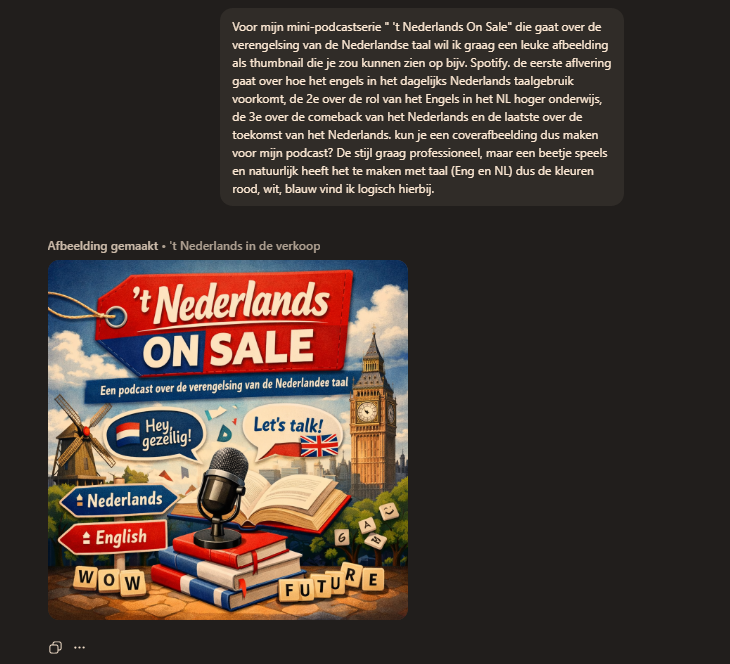 Voor mijn mini-podcastserie " 't Nederlands On Sale" die gaat over de
verengelsing van de Nederlandse taal wil ik graag een leuke afbeelding
als thumbnail die je zou kunnen zien op bijv. Spotify. de eerste aflvering
gaat over hoe het engels in het dagelijks Nederlands taalgebruik
voorkomt, de 2e over de rol van het Engels in het NL hoger onderwijs,
de 3e over de comeback van het Nederlands en de laatste over de
toekomst van het Nederlands. kun je een coverafbeelding dus maken
voor mijn podcast? De stijl graag professioneel, maar een beetje speels
en natuurlijk heeft het te maken met taal (Eng en NL) dus de kleuren
rood, wit, blauw vind ik logisch hierbij.
Afbeelding gemaakt • 't Nederlands in de verkoop
't Nederlands
ON SALE
Een podcast over de verengelsing van de Nederlandee taal
Hey,
gezellig!
Let's talk!
D
Nederlands
English
G A
WOW
FUTURE